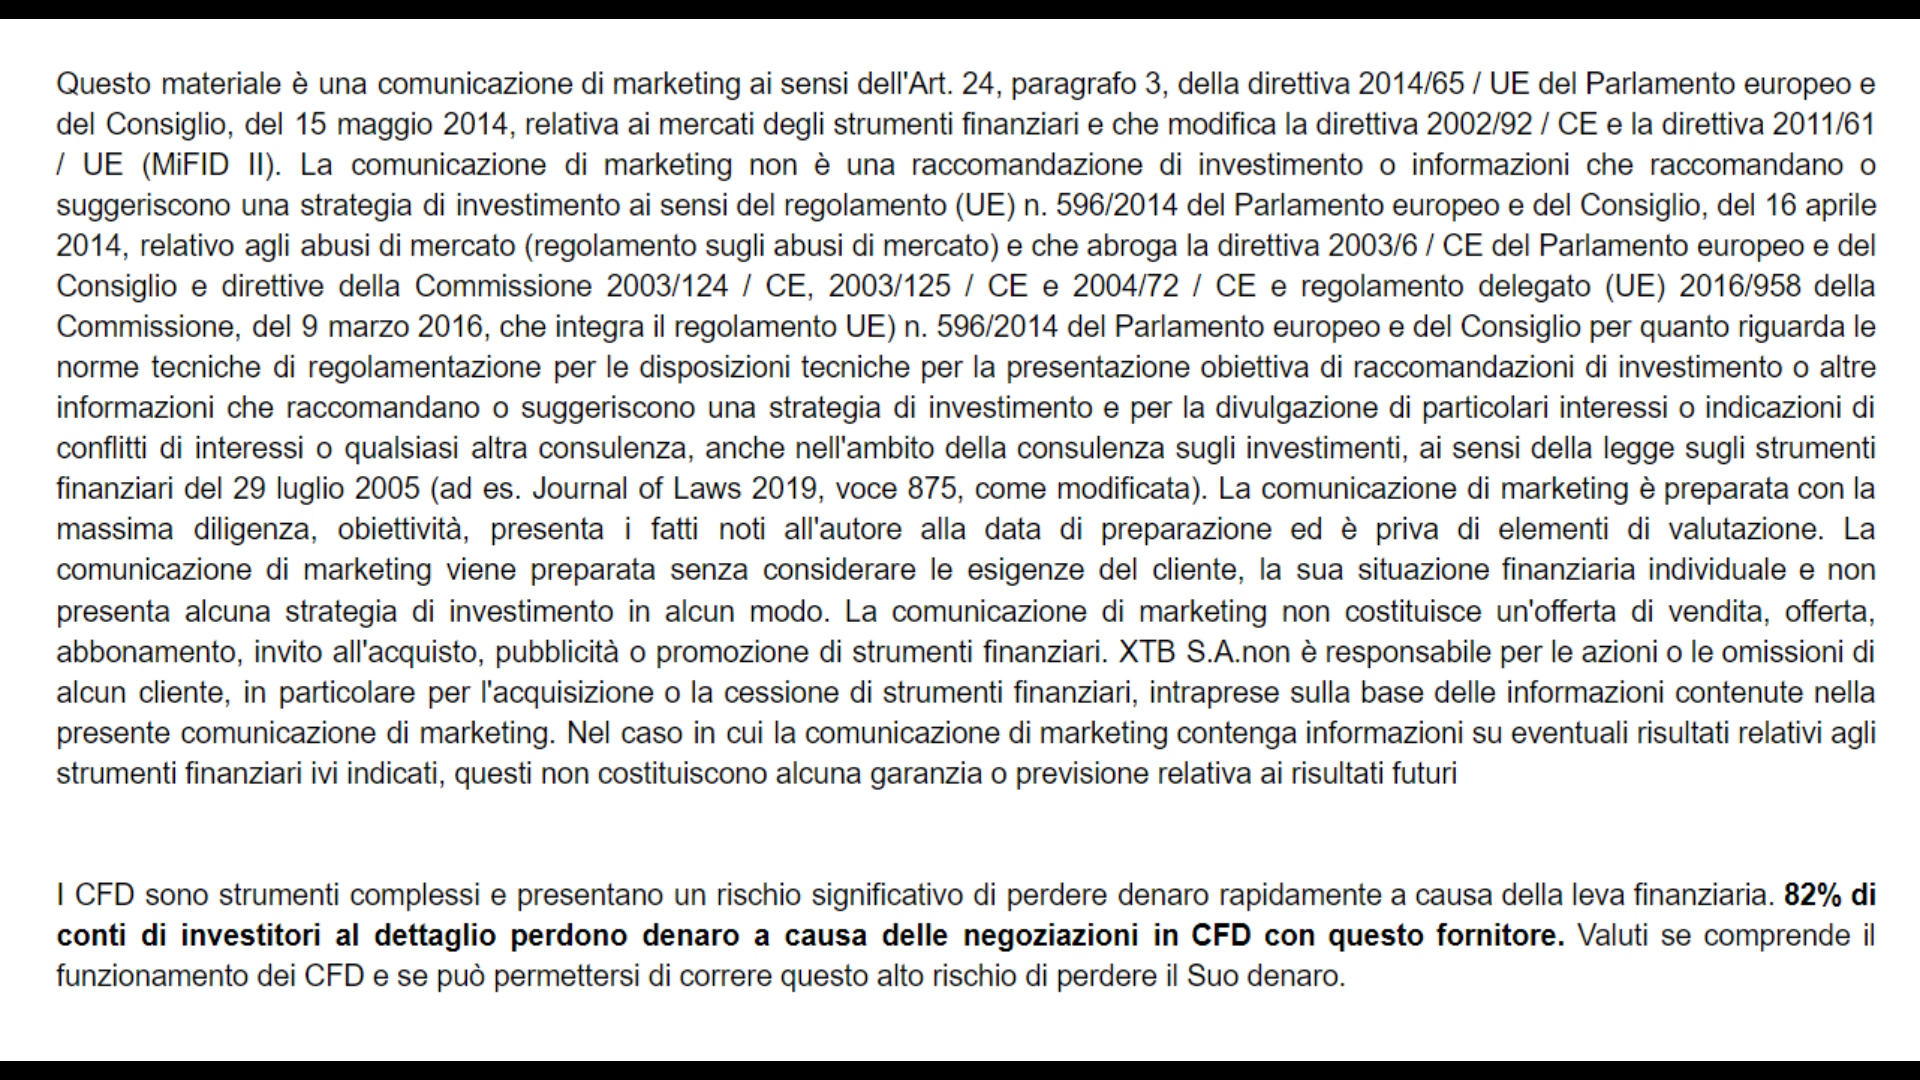 Questo materiale è una comunicazione di marketing ai sensi dell'Art. 24, paragrafo 3, della direttiva 2014/65 / UE del Parlamento europeo e
del Consiglio, del 15 maggio 2014, relativa ai mercati degli strumenti finanziari e che modifica la direttiva 2002/92 / CE e la direttiva 2011/61
/ UE (MiFID II). La comunicazione di marketing non è una raccomandazione di investimento o informazioni che raccomandano o
suggeriscono una strategia di investimento ai sensi del regolamento (UE) n. 596/2014 del Parlamento europeo e del Consiglio, del 16 aprile
2014, relativo agli abusi di mercato (regolamento sugli abusi di mercato) e che abroga la direttiva 2003/6 / CE del Parlamento europeo e del
Consiglio e direttive della Commissione 2003/124 / CE, 2003/125 / CE e 2004/72 / CE e regolamento delegato (UE) 2016/958 della
Commissione, del 9 marzo 2016, che integra il regolamento UE) n. 596/2014 del Parlamento europeo e del Consiglio per quanto riguarda le
norme tecniche di regolamentazione per le disposizioni tecniche per la presentazione obiettiva di raccomandazioni di investimento o altre
informazioni che raccomandano o suggeriscono una strategia di investimento e per la divulgazione di particolari interessi o indicazioni di
conflitti di interessi o qualsiasi altra consulenza, anche nell'ambito della consulenza sugli investimenti, ai sensi della legge sugli strumenti
finanziari del 29 luglio 2005 (ad es. Journal of Laws 2019, voce 875, come modificata). La comunicazione di marketing è preparata con la
massima diligenza, obiettività, presenta i fatti noti all'autore alla data di preparazione ed è priva di elementi di valutazione. La
comunicazione di marketing viene preparata senza considerare le esigenze del cliente, la sua situazione finanziaria individuale e non
presenta alcuna strategia di investimento in alcun modo. La comunicazione di marketing non costituisce un'offerta di vendita, offerta,
abbonamento, invito all'acquisto, pubblicità o promozione di strumenti finanziari. XTB S.A.non è responsabile per le azioni o le omissioni di
alcun cliente, in particolare per l'acquisizione o la cessione di strumenti finanziari, intraprese sulla base delle informazioni contenute nella
presente comunicazione di marketing. Nel caso in cui la comunicazione di marketing contenga informazioni su eventuali risultati relativi agli
strumenti finanziari ivi indicati, questi non costituiscono alcuna garanzia o previsione relativa ai risultati futuri
I CFD sono strumenti complessi e presentano un rischio significativo di perdere denaro rapidamente a causa della leva finanziaria. 82% di
conti di investitori al dettaglio perdono denaro a causa delle negoziazioni in CFD con questo fornitore. Valuti se comprende il
funzionamento dei CFD e se può permettersi di correre questo alto rischio di perdere il Suo denaro.